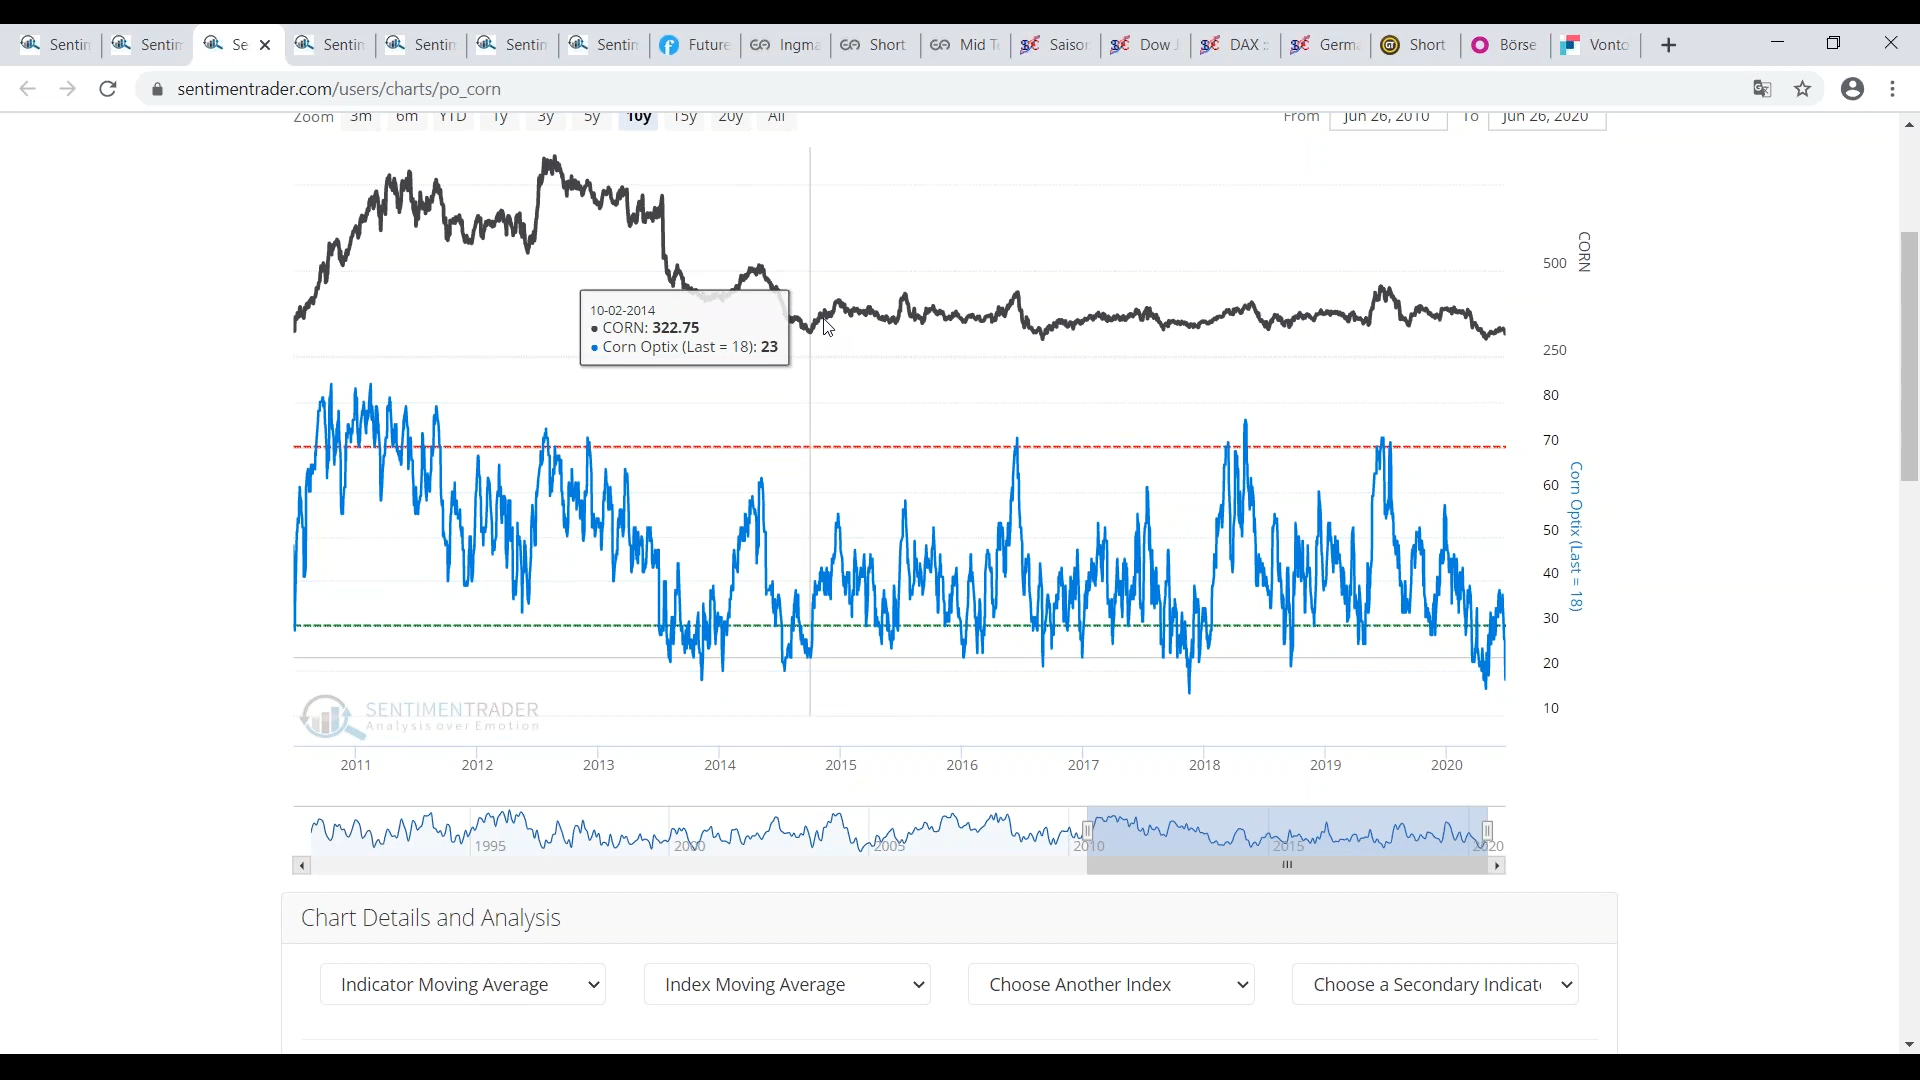 Sentin Sentin Se Sentin Sentin Sentin Sentin Future Ingma Short Mid Te Saison Dow J DAX :: Germa Short Börse Vonto
sentimentrader.com/users/charts/po_corn
Zoom 3m 6m YTD 1y 3y 5y 10y 15y 20y All From Jun 26, 2010 To Jun 26, 2020
CORN
500
250
10-02-2014
CORN: 322.75
Corn Optix (Last = 18): 23
80
70
60
50
40
30
20
10
Corn Optix (Last = 18)
SENTIMENTRADER
Analysis over Emotion
2011 2012 2013 2014 2015 2016 2017 2018 2019 2020
1995 2000 2005 2010 2015 2020
Chart Details and Analysis
Indicator Moving Average Index Moving Average Choose Another Index Choose a Secondary Indicato